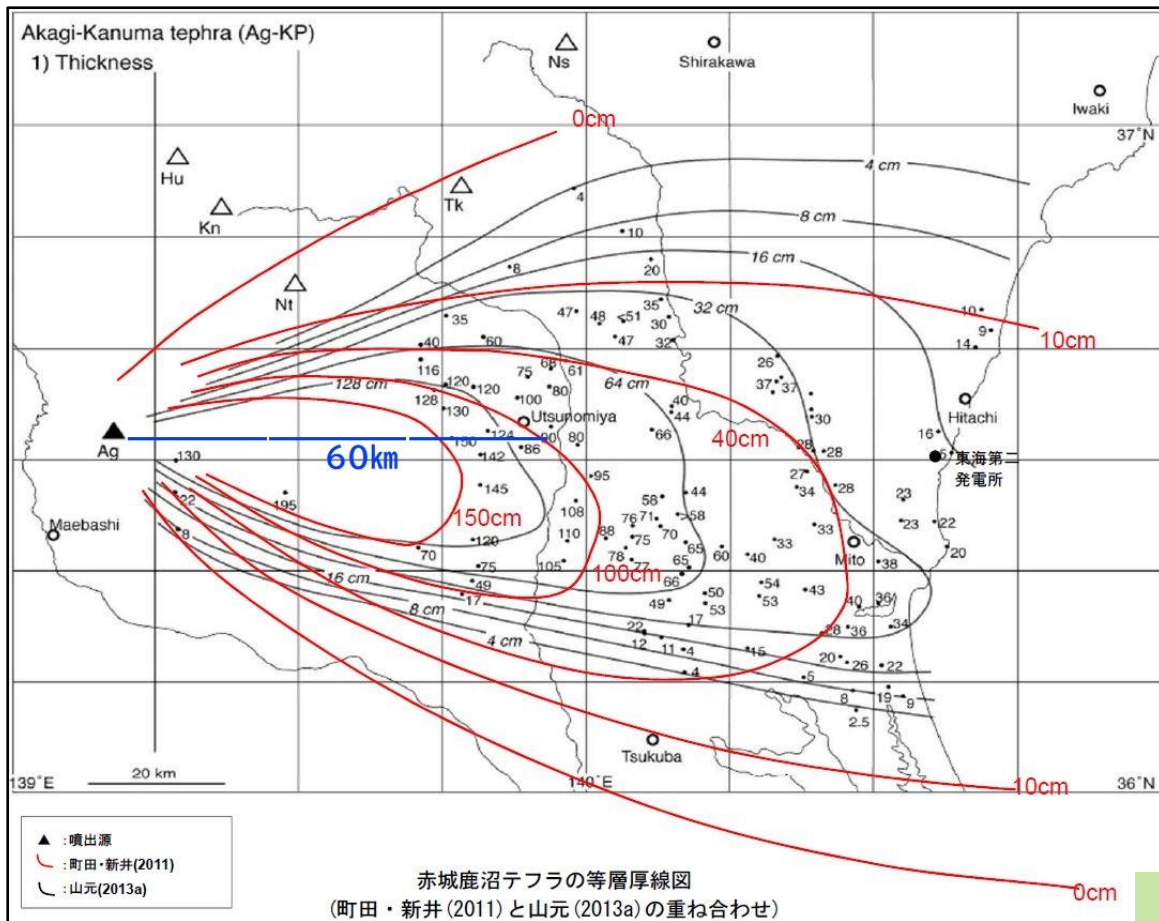 Akagi-Kanuma tephra (Ag-KP)
1) Thickness
Ns
Shirakawa
Iwaki
0cm
37°N
Hu
Tk
4 cm
4
Kn
8 cm
10
16 cm
8
20
Nt
32 cm
35
10
47
48
<51
30
9
10cm
35
60
47
32
14
40
68
61
26
116
75
64 cm
128 cm
120
120
80
37
37
128
100
40
Hitachi
130
44
30
Utsunomiya
124
66
40cm
16
Ag
150
90
80
28
60㎞
86
28
5
東海第二
発電所
130
142
95
27
22
195
145
58
44
34
28
23
Maebashi
150cm
108
71
>58
8
76
70
33
23
22
110
88
75
33
Mito
20
70
120
78
65
60
40
105
77
65
38
16 cm
75
100cm
66
54
49
50
43
17
49
53
53
40
36
8 cm
17
22
28
36
34
12
11
4
15
20
4 cm
26
22
4
5
8
19
9
2.5
Tsukuba
20 km
139°E
140°E
10cm
36°N
▲ :噴出源
:町田・新井(2011)
:山元(2013a)
赤城鹿沼テフラの等層厚線図
(町田・新井(2011)と山元(2013a)の重ね合わせ)
0cm